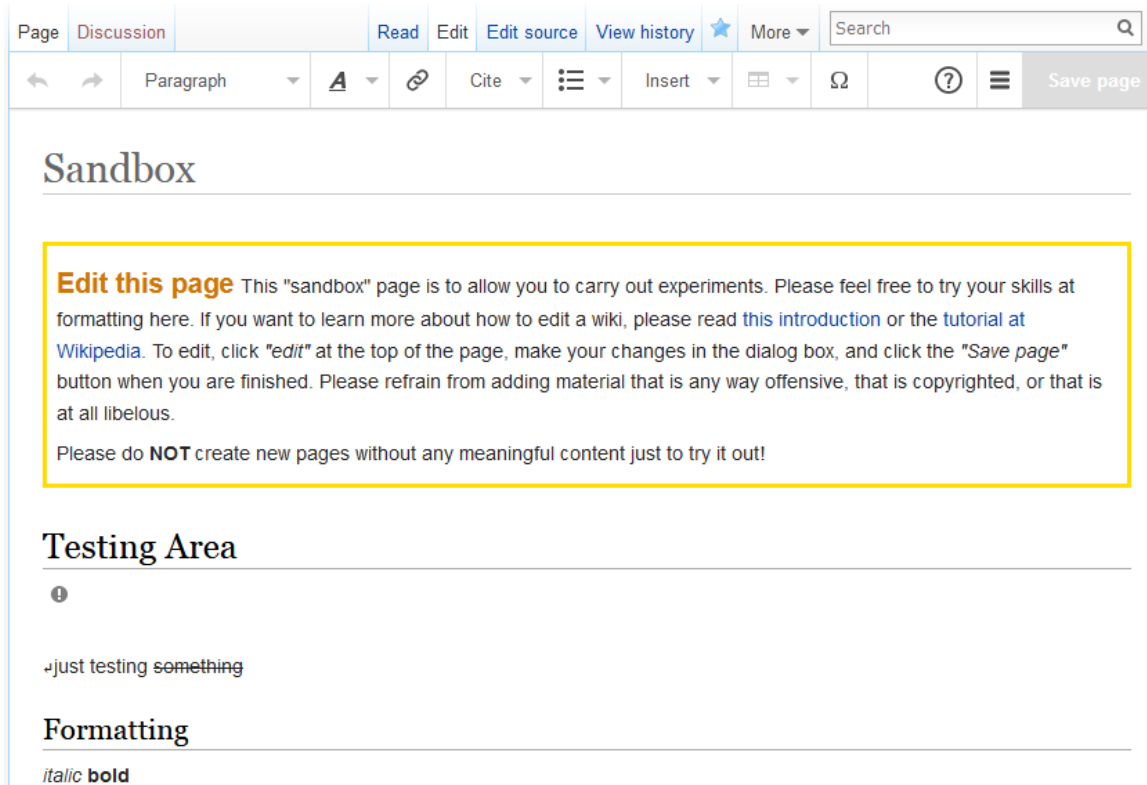 Page Discussion Read Edit Edit source View history More Search
Paragraph A Cite Insert Ω ? Save page
Sandbox
Edit this page This "sandbox" page is to allow you to carry out experiments. Please feel free to try your skills at
formatting here. If you want to learn more about how to edit a wiki, please read this introduction or the tutorial at
Wikipedia. To edit, click "edit" at the top of the page, make your changes in the dialog box, and click the "Save page"
button when you are finished. Please refrain from adding material that is any way offensive, that is copyrighted, or that is
at all libelous.
Please do NOT create new pages without any meaningful content just to try it out!
Testing Area
↵just testing something
Formatting
italic bold